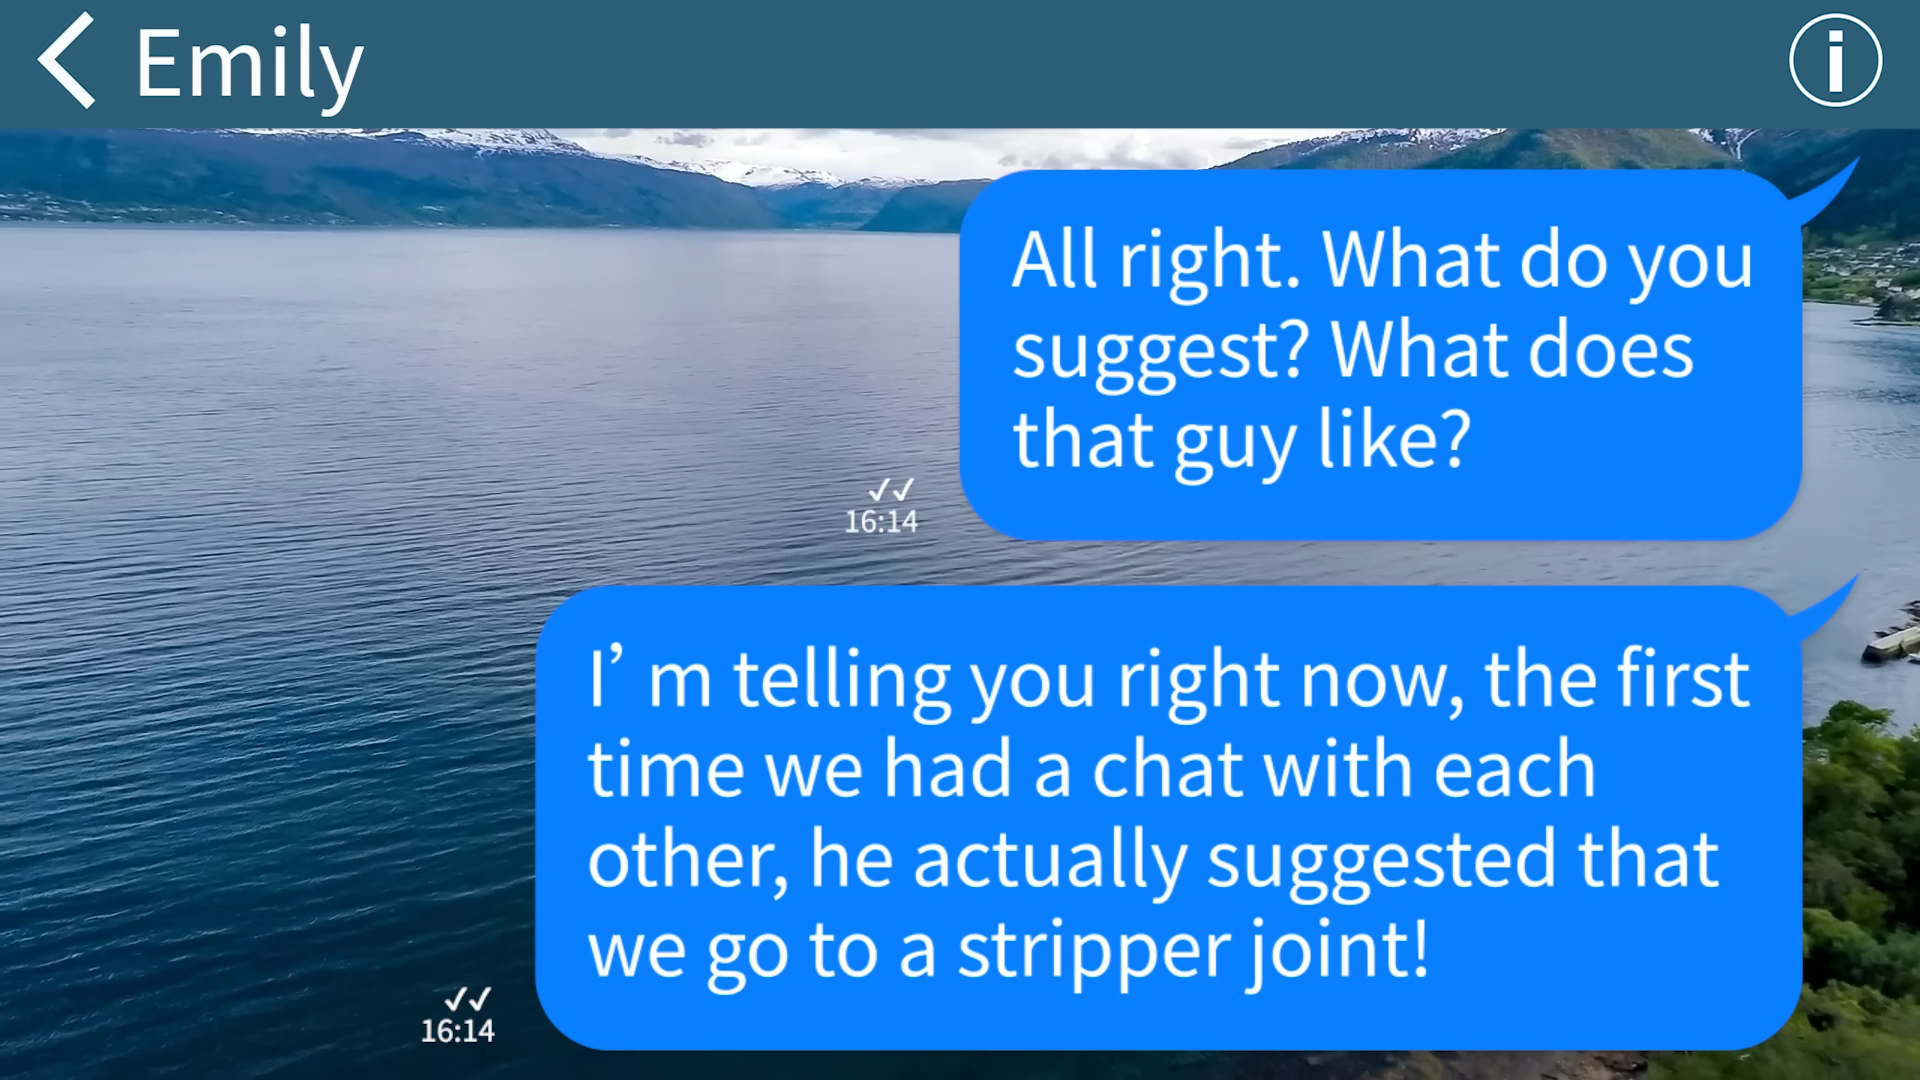 Emily
All right. What do you
suggest? What does
that guy like?
✓✓
16:14
I’m telling you right now, the first
time we had a chat with each
other, he actually suggested that
we go to a stripper joint!
✓✓
16:14